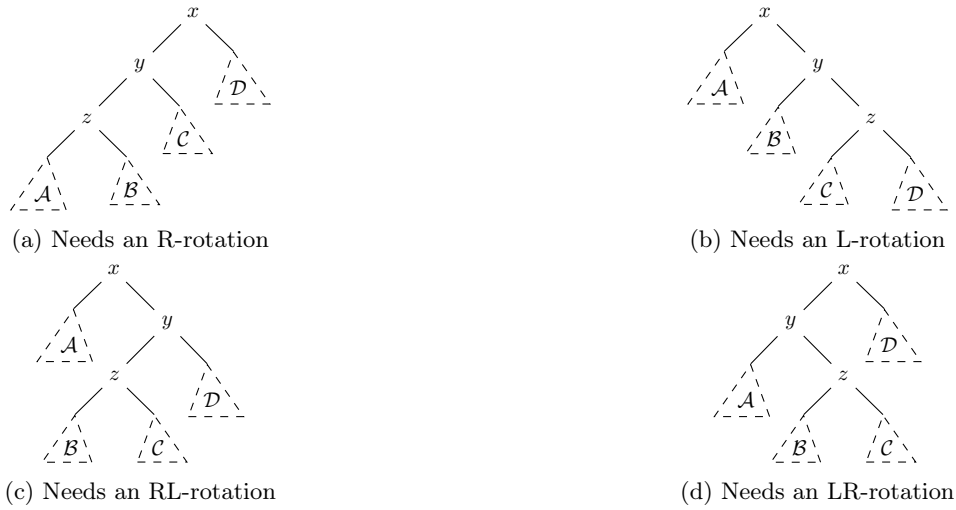 x x
y 𝒟 𝒜 y
z 𝒞 ℬ z
𝒜 ℬ 𝒞 𝒟
(a) Needs an R-rotation (b) Needs an L-rotation
x x
𝒜 y y 𝒟
z 𝒟 𝒜 z
ℬ 𝒞 ℬ 𝒞
(c) Needs an RL-rotation (d) Needs an LR-rotation